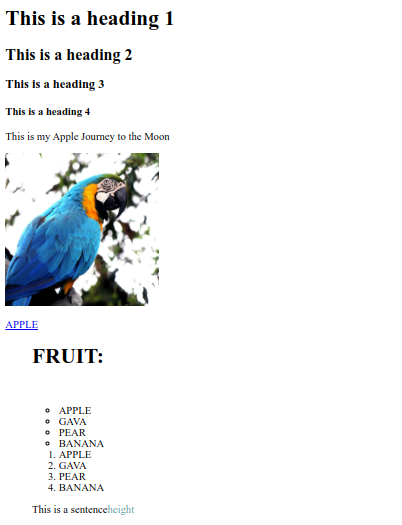 This is a heading 1
This is a heading 2
This is a heading 3
This is a heading 4
This is my Apple Journey to the Moon
APPLE
FRUIT:
APPLE
GAVA
PEAR
BANANA
1. APPLE
2. GAVA
3. PEAR
4. BANANA
This is a sentenceheight